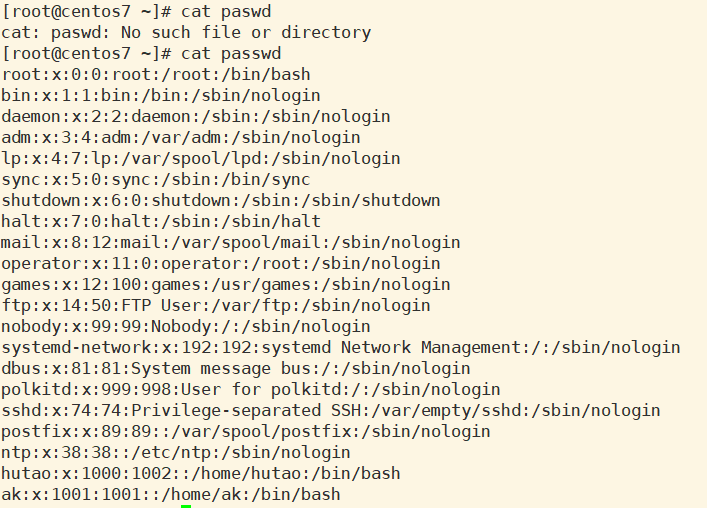 [root@centos7 ~]# cat paswd
cat: paswd: No such file or directory
[root@centos7 ~]# cat passwd
root:x:0:0:root:/root:/bin/bash
bin:x:1:1:bin:/bin:/sbin/nologin
daemon:x:2:2:daemon:/sbin:/sbin/nologin
adm:x:3:4:adm:/var/adm:/sbin/nologin
lp:x:4:7:lp:/var/spool/lpd:/sbin/nologin
sync:x:5:0:sync:/sbin:/bin/sync
shutdown:x:6:0:shutdown:/sbin:/sbin/shutdown
halt:x:7:0:halt:/sbin:/sbin/halt
mail:x:8:12:mail:/var/spool/mail:/sbin/nologin
operator:x:11:0:operator:/root:/sbin/nologin
games:x:12:100:games:/usr/games:/sbin/nologin
ftp:x:14:50:FTP User:/var/ftp:/sbin/nologin
nobody:x:99:99:Nobody:/:/sbin/nologin
systemd-network:x:192:192:systemd Network Management:/:/sbin/nologin
dbus:x:81:81:System message bus:/:/sbin/nologin
polkitd:x:999:998:User for polkitd:/:/sbin/nologin
sshd:x:74:74:Privilege-separated SSH:/var/empty/sshd:/sbin/nologin
postfix:x:89:89::/var/spool/postfix:/sbin/nologin
ntp:x:38:38::/etc/ntp:/sbin/nologin
hutao:x:1000:1002::/home/hutao:/bin/bash
ak:x:1001:1001::/home/ak:/bin/bash